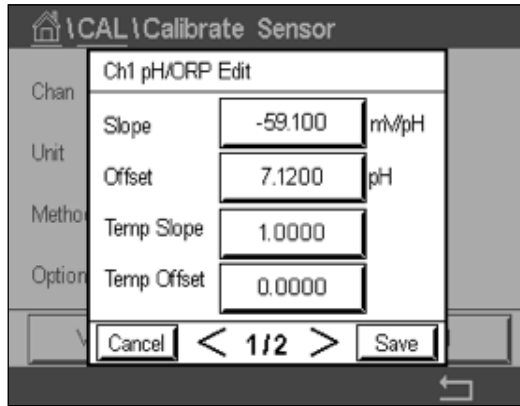 \CAL\Calibrate Sensor
Ch1 pH/ORP Edit
Chan
Slope -59.100 mV/pH
Unit
Offset 7.1200 pH
Metho
Temp Slope 1.0000
Option
Temp Offset 0.0000
Cancel < 1/2 > Save